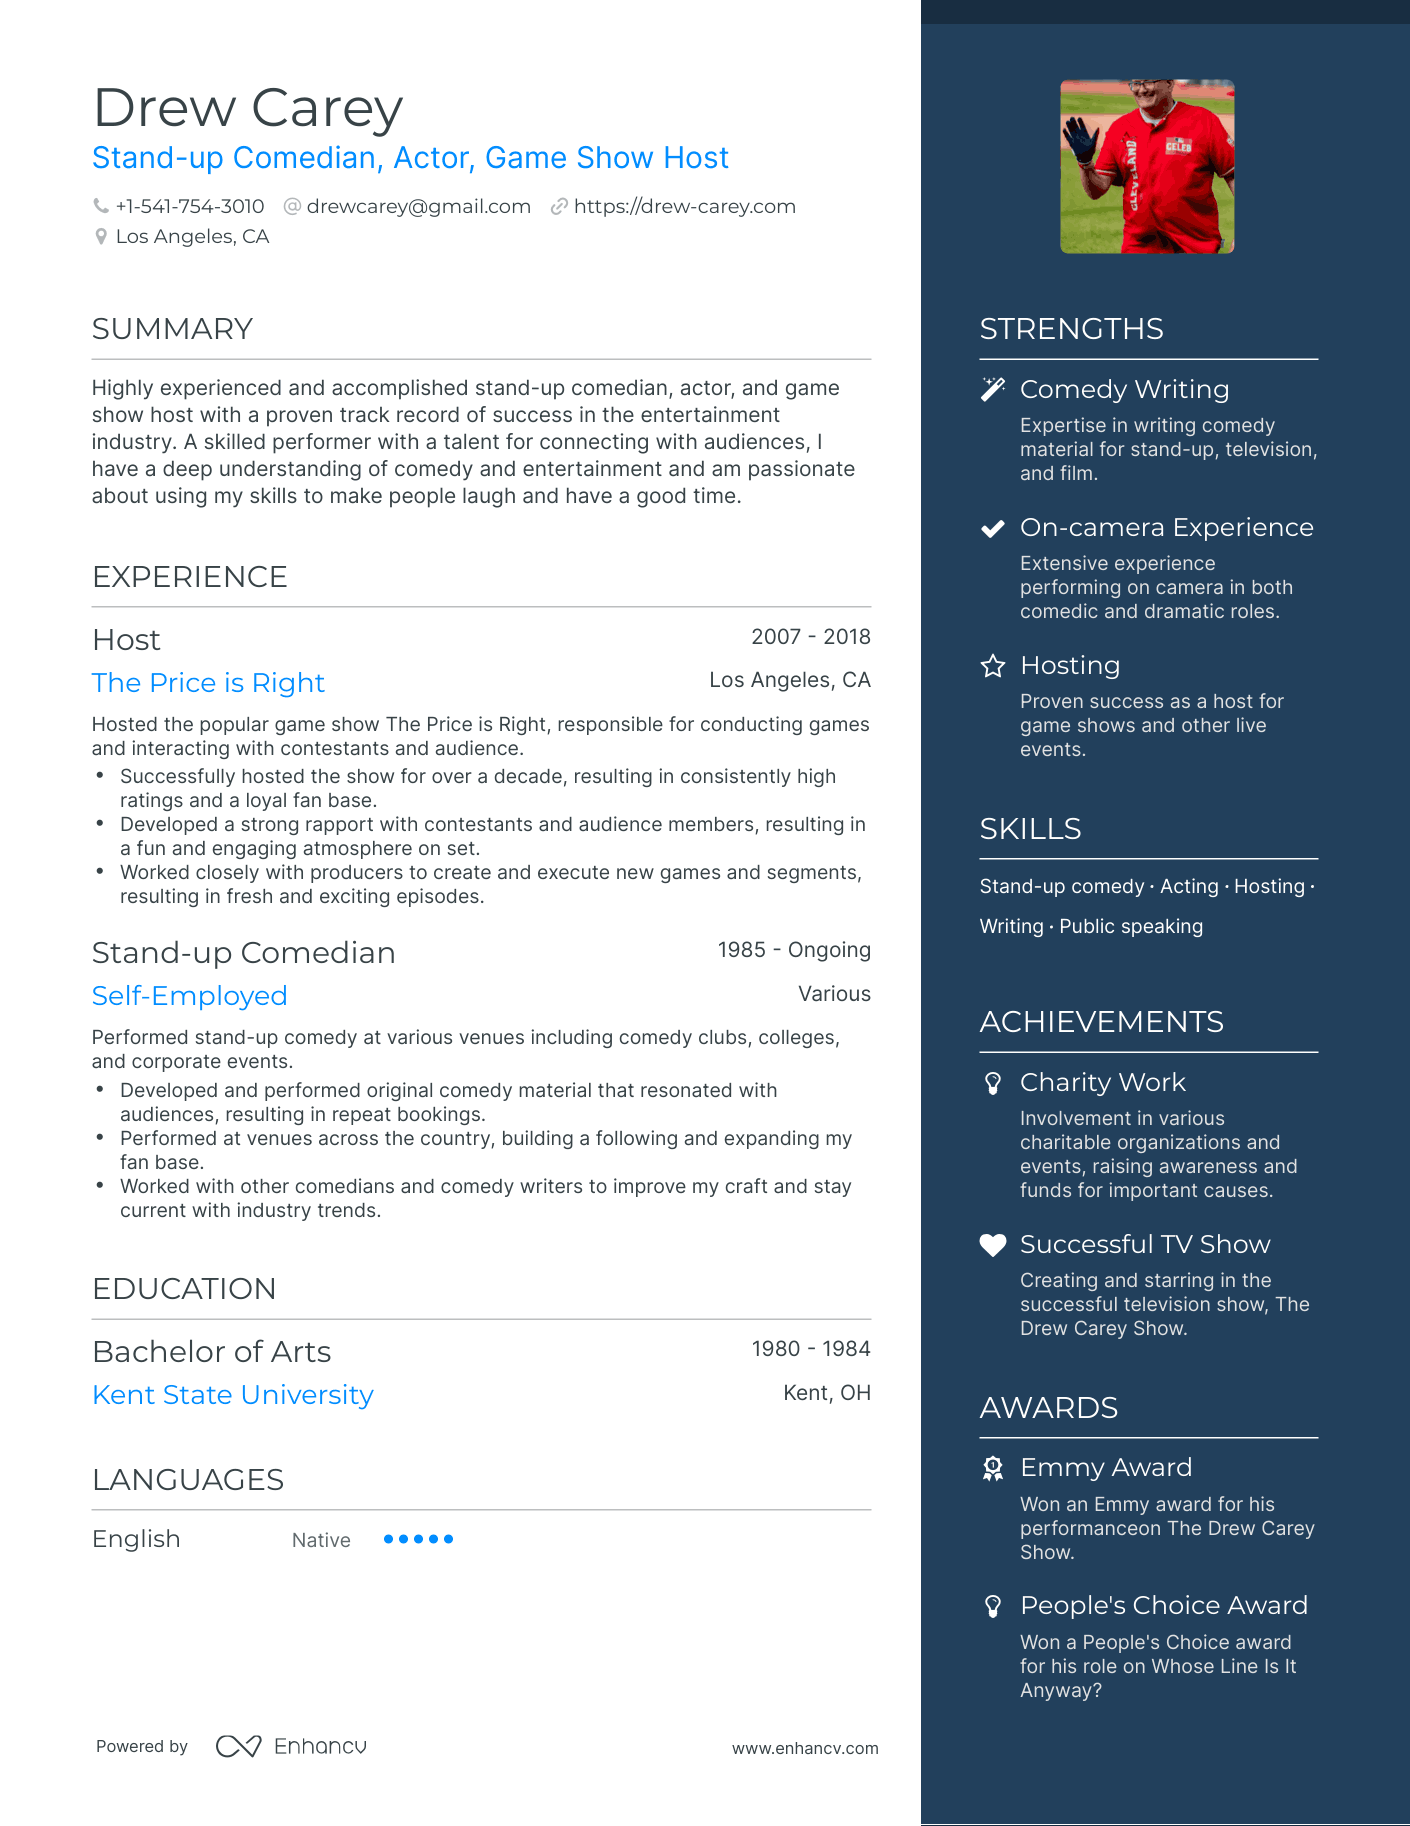 Drew Carey
Stand-up Comedian, Actor, Game Show Host
+1-541-754-3010 @ drewcarey@gmail.com https://drew-carey.com
Los Angeles, CA
SUMMARY
Highly experienced and accomplished stand-up comedian, actor, and game
show host with a proven track record of success in the entertainment
industry. A skilled performer with a talent for connecting with audiences, I
have a deep understanding of comedy and entertainment and am passionate
about using my skills to make people laugh and have a good time.
EXPERIENCE
Host 2007 - 2018
The Price is Right Los Angeles, CA
Hosted the popular game show The Price is Right, responsible for conducting games
and interacting with contestants and audience.
• Successfully hosted the show for over a decade, resulting in consistently high
ratings and a loyal fan base.
• Developed a strong rapport with contestants and audience members, resulting in
a fun and engaging atmosphere on set.
• Worked closely with producers to create and execute new games and segments,
resulting in fresh and exciting episodes.
Stand-up Comedian 1985 - Ongoing
Self-Employed Various
Performed stand-up comedy at various venues including comedy clubs, colleges,
and corporate events.
• Developed and performed original comedy material that resonated with
audiences, resulting in repeat bookings.
• Performed at venues across the country, building a following and expanding my
fan base.
• Worked with other comedians and comedy writers to improve my craft and stay
current with industry trends.
EDUCATION
Bachelor of Arts 1980 - 1984
Kent State University Kent, OH
LANGUAGES
English Native
Powered by Enhancv www.enhancv.com
CLEVELAND
CELEB
STRENGTHS
Comedy Writing
Expertise in writing comedy
material for stand-up, television,
and film.
On-camera Experience
Extensive experience
performing on camera in both
comedic and dramatic roles.
Hosting
Proven success as a host for
game shows and other live
events.
SKILLS
Stand-up comedy · Acting · Hosting ·
Writing · Public speaking
ACHIEVEMENTS
Charity Work
Involvement in various
charitable organizations and
events, raising awareness and
funds for important causes.
Successful TV Show
Creating and starring in the
successful television show, The
Drew Carey Show.
AWARDS
Emmy Award
Won an Emmy award for his
performanceon The Drew Carey
Show.
People's Choice Award
Won a People's Choice award
for his role on Whose Line Is It
Anyway?